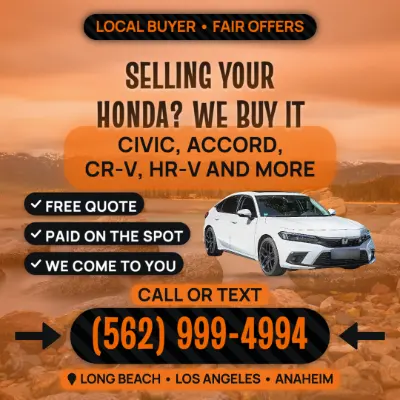 LOCAL BUYER • FAIR OFFERS
SELLING YOUR
HONDA? WE BUY IT
CIVIC, ACCORD,
CR-V, HR-V AND MORE
✓ FREE QUOTE
✓ PAID ON THE SPOT
✓ WE COME TO YOU
CALL OR TEXT
(562) 999-4994
LONG BEACH • LOS ANGELES • ANAHEIM